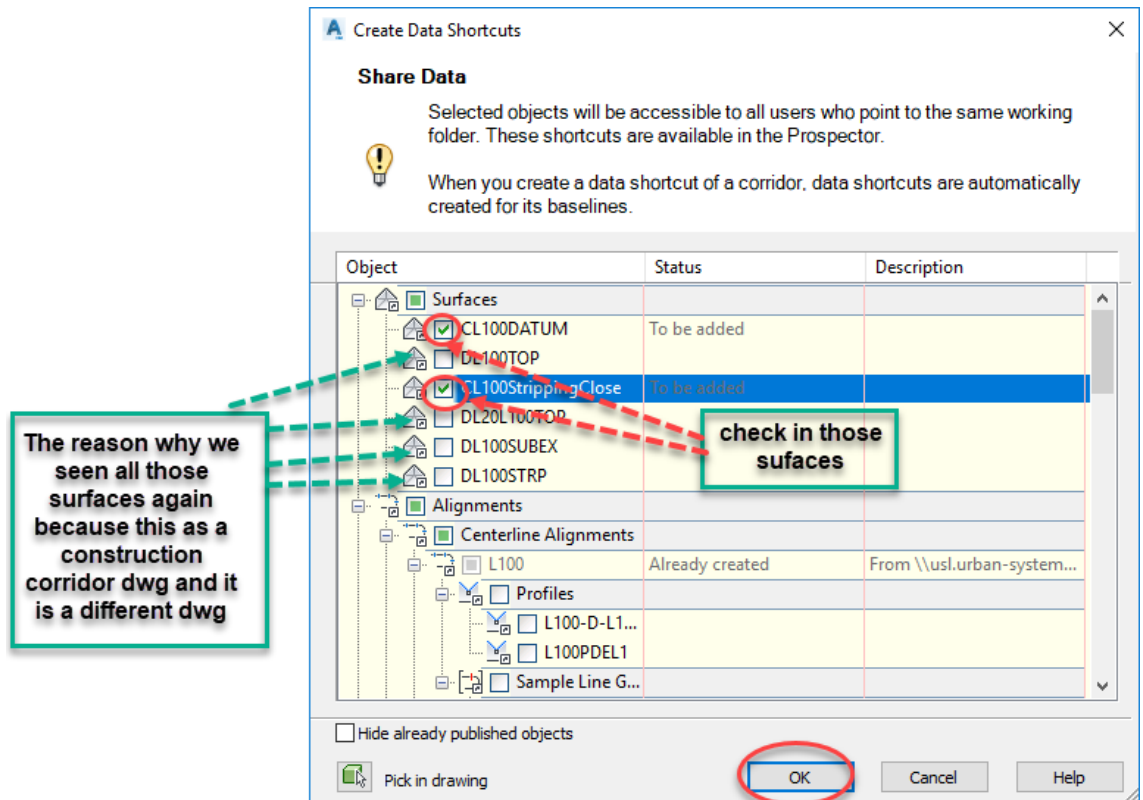 Create Data Shortcuts
Share Data
Selected objects will be accessible to all users who point to the same working
folder. These shortcuts are available in the Prospector.
When you create a data shortcut of a corridor, data shortcuts are automatically
created for its baselines.
Object Status Description
Surfaces
CL100DATUM To be added
DL100TOP
CL100StrippingClose To be added
DL20L100TOP
DL100SUBEX
DL100STRP
Alignments
Centerline Alignments
L100 Already created From \\usl.urban-system...
Profiles
L100-D-L1...
L100PDEL1
Sample Line G...
The reason why we
seen all those
surfaces again
because this as a
construction
corridor dwg and it
is a different dwg
check in those
sufaces
Hide already published objects
Pick in drawing
OK Cancel Help